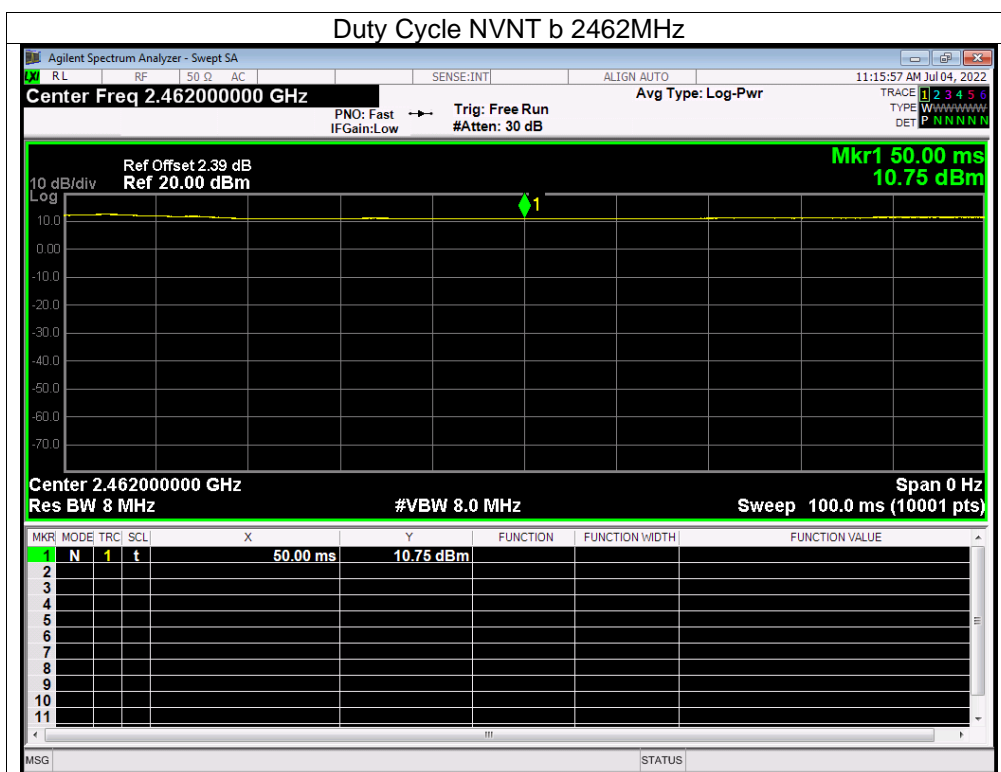 Duty Cycle NVNT b 2462MHz
Agilent Spectrum Analyzer - Swept SA
LXI RL RF 50 Ω AC SENSE:INT ALIGN AUTO 11:15:57 AM Jul 04, 2022
Center Freq 2.462000000 GHz
PNO: Fast
IFGain:Low
Trig: Free Run
#Atten: 30 dB
Avg Type: Log-Pwr
TRACE 1 2 3 4 5 6
TYPE WWWWWW
DET P N N N N N
Mkr1 50.00 ms
10.75 dBm
Ref Offset 2.39 dB
10 dB/div Ref 20.00 dBm
Log
1
10.0
0.00
-10.0
-20.0
-30.0
-40.0
-50.0
-60.0
-70.0
Center 2.462000000 GHz Span 0 Hz
Res BW 8 MHz #VBW 8.0 MHz Sweep 100.0 ms (10001 pts)
MKR MODE TRC SCL X Y FUNCTION FUNCTION WIDTH FUNCTION VALUE
1 N 1 t 50.00 ms 10.75 dBm
2
3
4
5
6
7
8
9
10
11
MSG STATUS